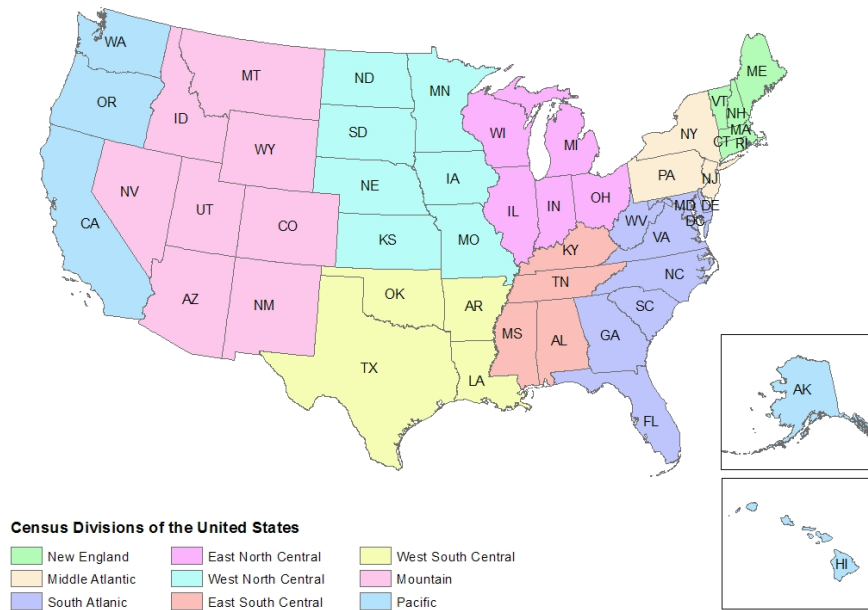 WA
MT
ND
MN
ME
OR
ID
SD
WI
MI
VT
NH
NY
MA
CT RI
WY
NE
IA
PA
NJ
NV
UT
CO
KS
MO
IL
IN
OH
MD DE
DC
WV
VA
CA
KY
NC
AZ
NM
OK
AR
TN
SC
MS
AL
GA
TX
LA
FL
AK
HI
Census Divisions of the United States
New England East North Central West South Central
Middle Atlantic West North Central Mountain
South Atlanic East South Central Pacific